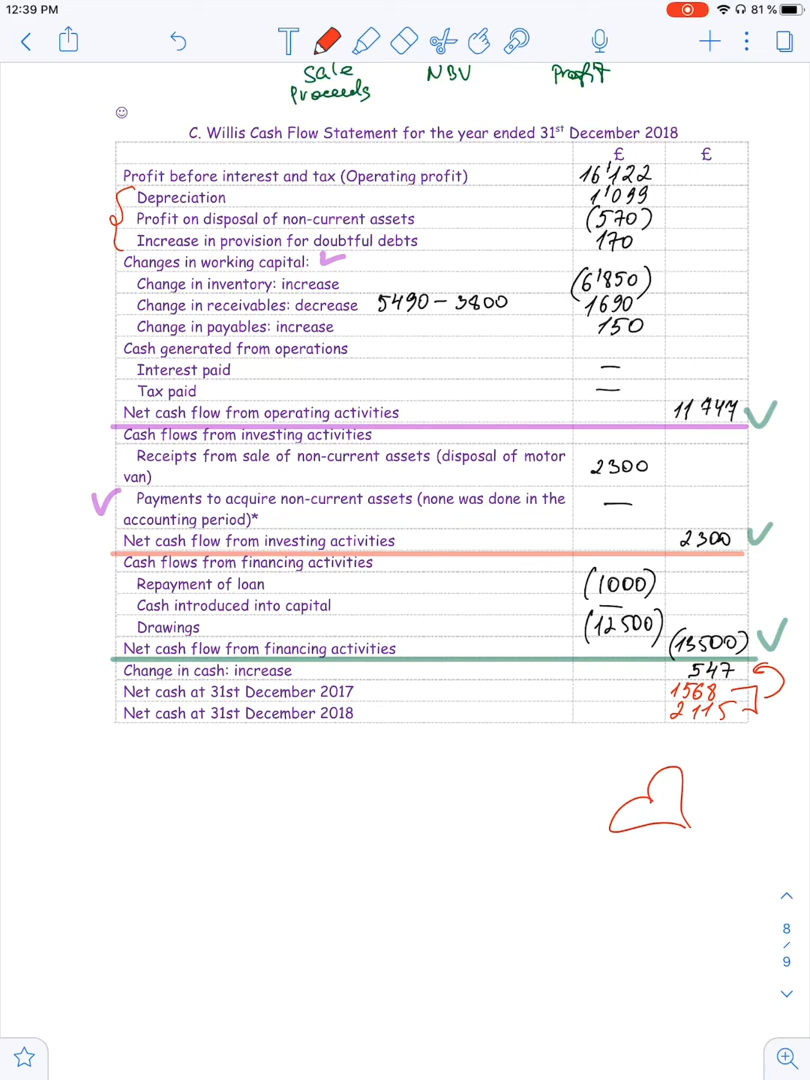 12:39 PM
81 %
T
Sale proceeds NBV Profit
C. Willis Cash Flow Statement for the year ended 31st December 2018
£ £
Profit before interest and tax (Operating profit) 16'122
Depreciation 1'099
Profit on disposal of non-current assets (570)
Increase in provision for doubtful debts 170
Changes in working capital:
Change in inventory: increase (6'850)
Change in receivables: decrease 5490 – 3800 1690
Change in payables: increase 150
Cash generated from operations
Interest paid —
Tax paid —
Net cash flow from operating activities 11 747
Cash flows from investing activities
Receipts from sale of non-current assets (disposal of motor
van) 2300
Payments to acquire non-current assets (none was done in the
accounting period)* —
Net cash flow from investing activities 2300
Cash flows from financing activities
Repayment of loan (1000)
Cash introduced into capital —
Drawings (12500)
Net cash flow from financing activities (13500)
Change in cash: increase 547
Net cash at 31st December 2017 1568
Net cash at 31st December 2018 2115
8
/
9